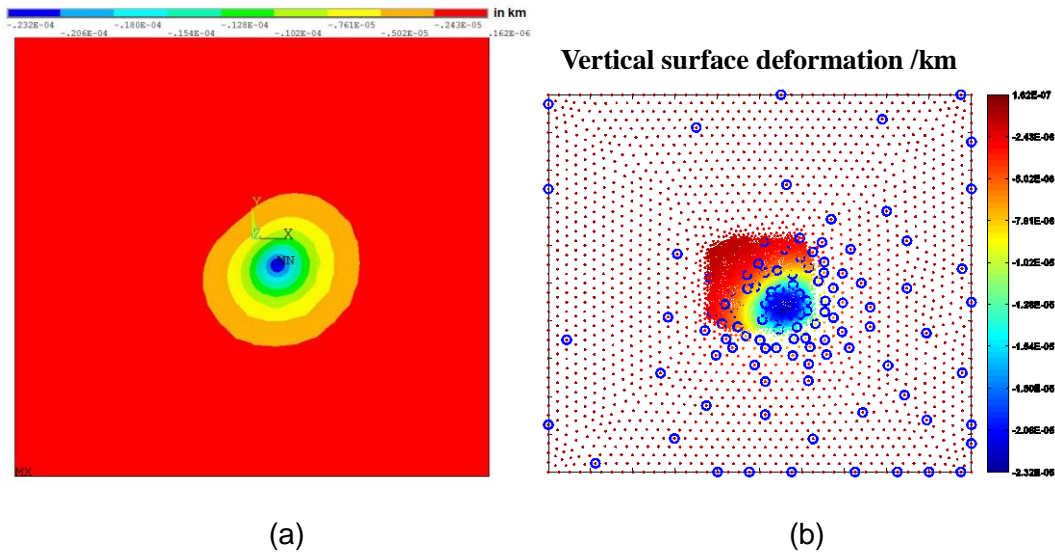 in km
-.232E-04 -.180E-04 -.128E-04 -.761E-05 -.243E-05
-.206E-04 -.154E-04 -.102E-04 -.502E-05 .162E-06
Vertical surface deformation /km
Y
Z X
MN
MX
1.62E-07
-2.43E-06
-5.02E-06
-7.61E-06
-1.02E-05
-1.28E-05
-1.54E-05
-1.80E-05
-2.06E-05
-2.32E-05
(a) (b)